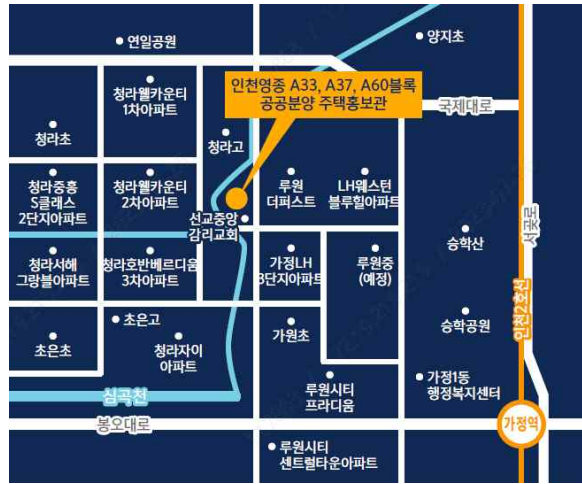 연일공원
양지초
인천영종 A33, A37, A60블록
공공분양 주택홍보관
청라웰카운티
1차아파트
국제대로
청라초
청라고
청라중흥
S클래스
2단지아파트
청라웰카운티
2차아파트
루원
더퍼스트
LH웨스턴
블루힐아파트
선교중앙
감리교회
서곶로
승학산
청라서해
그랑블아파트
청라호반베르디움
3차아파트
가정LH
3단지아파트
루원중
(예정)
인천2호선
초은고
초은초
청라자이
아파트
가원초
승학공원
심곡천
루원시티
프라디움
가정1동
행정복지센터
봉오대로
가정역
루원시티
센트럴타운아파트